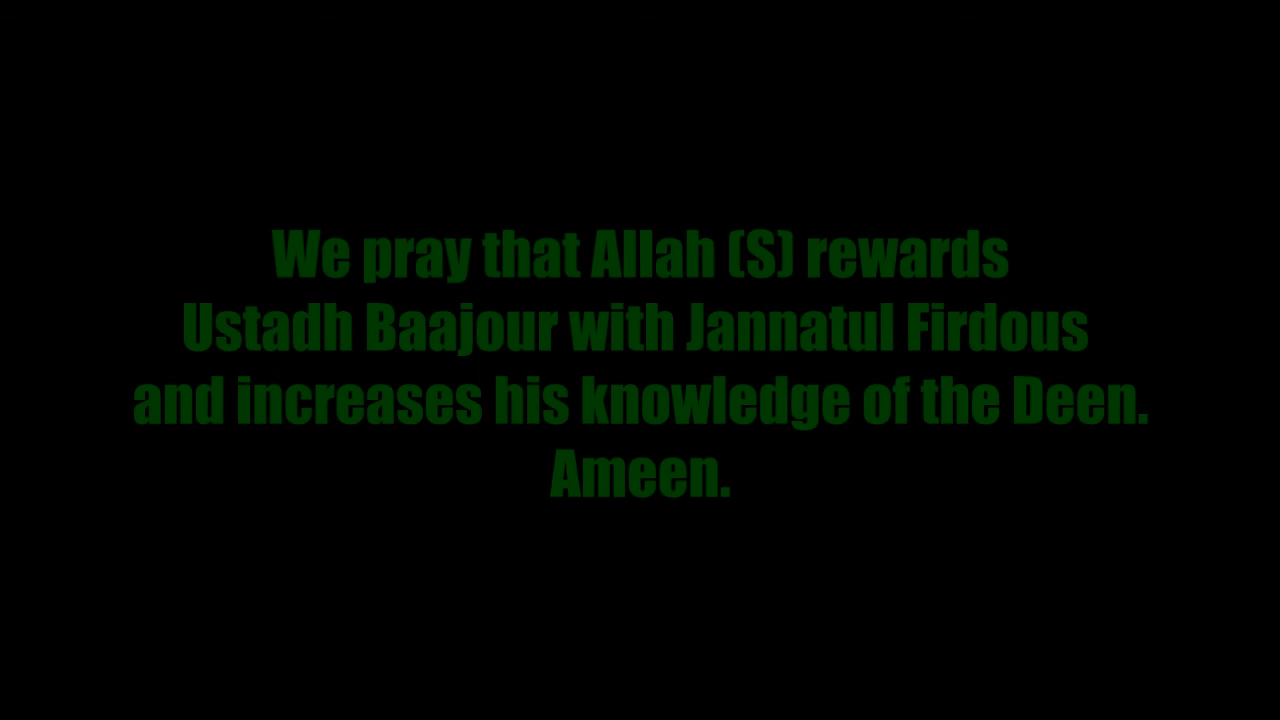 We pray that Allah (S) rewards
Ustadh Baajour with Jannatul Firdous
and increases his knowledge of the Deen.
Ameen.